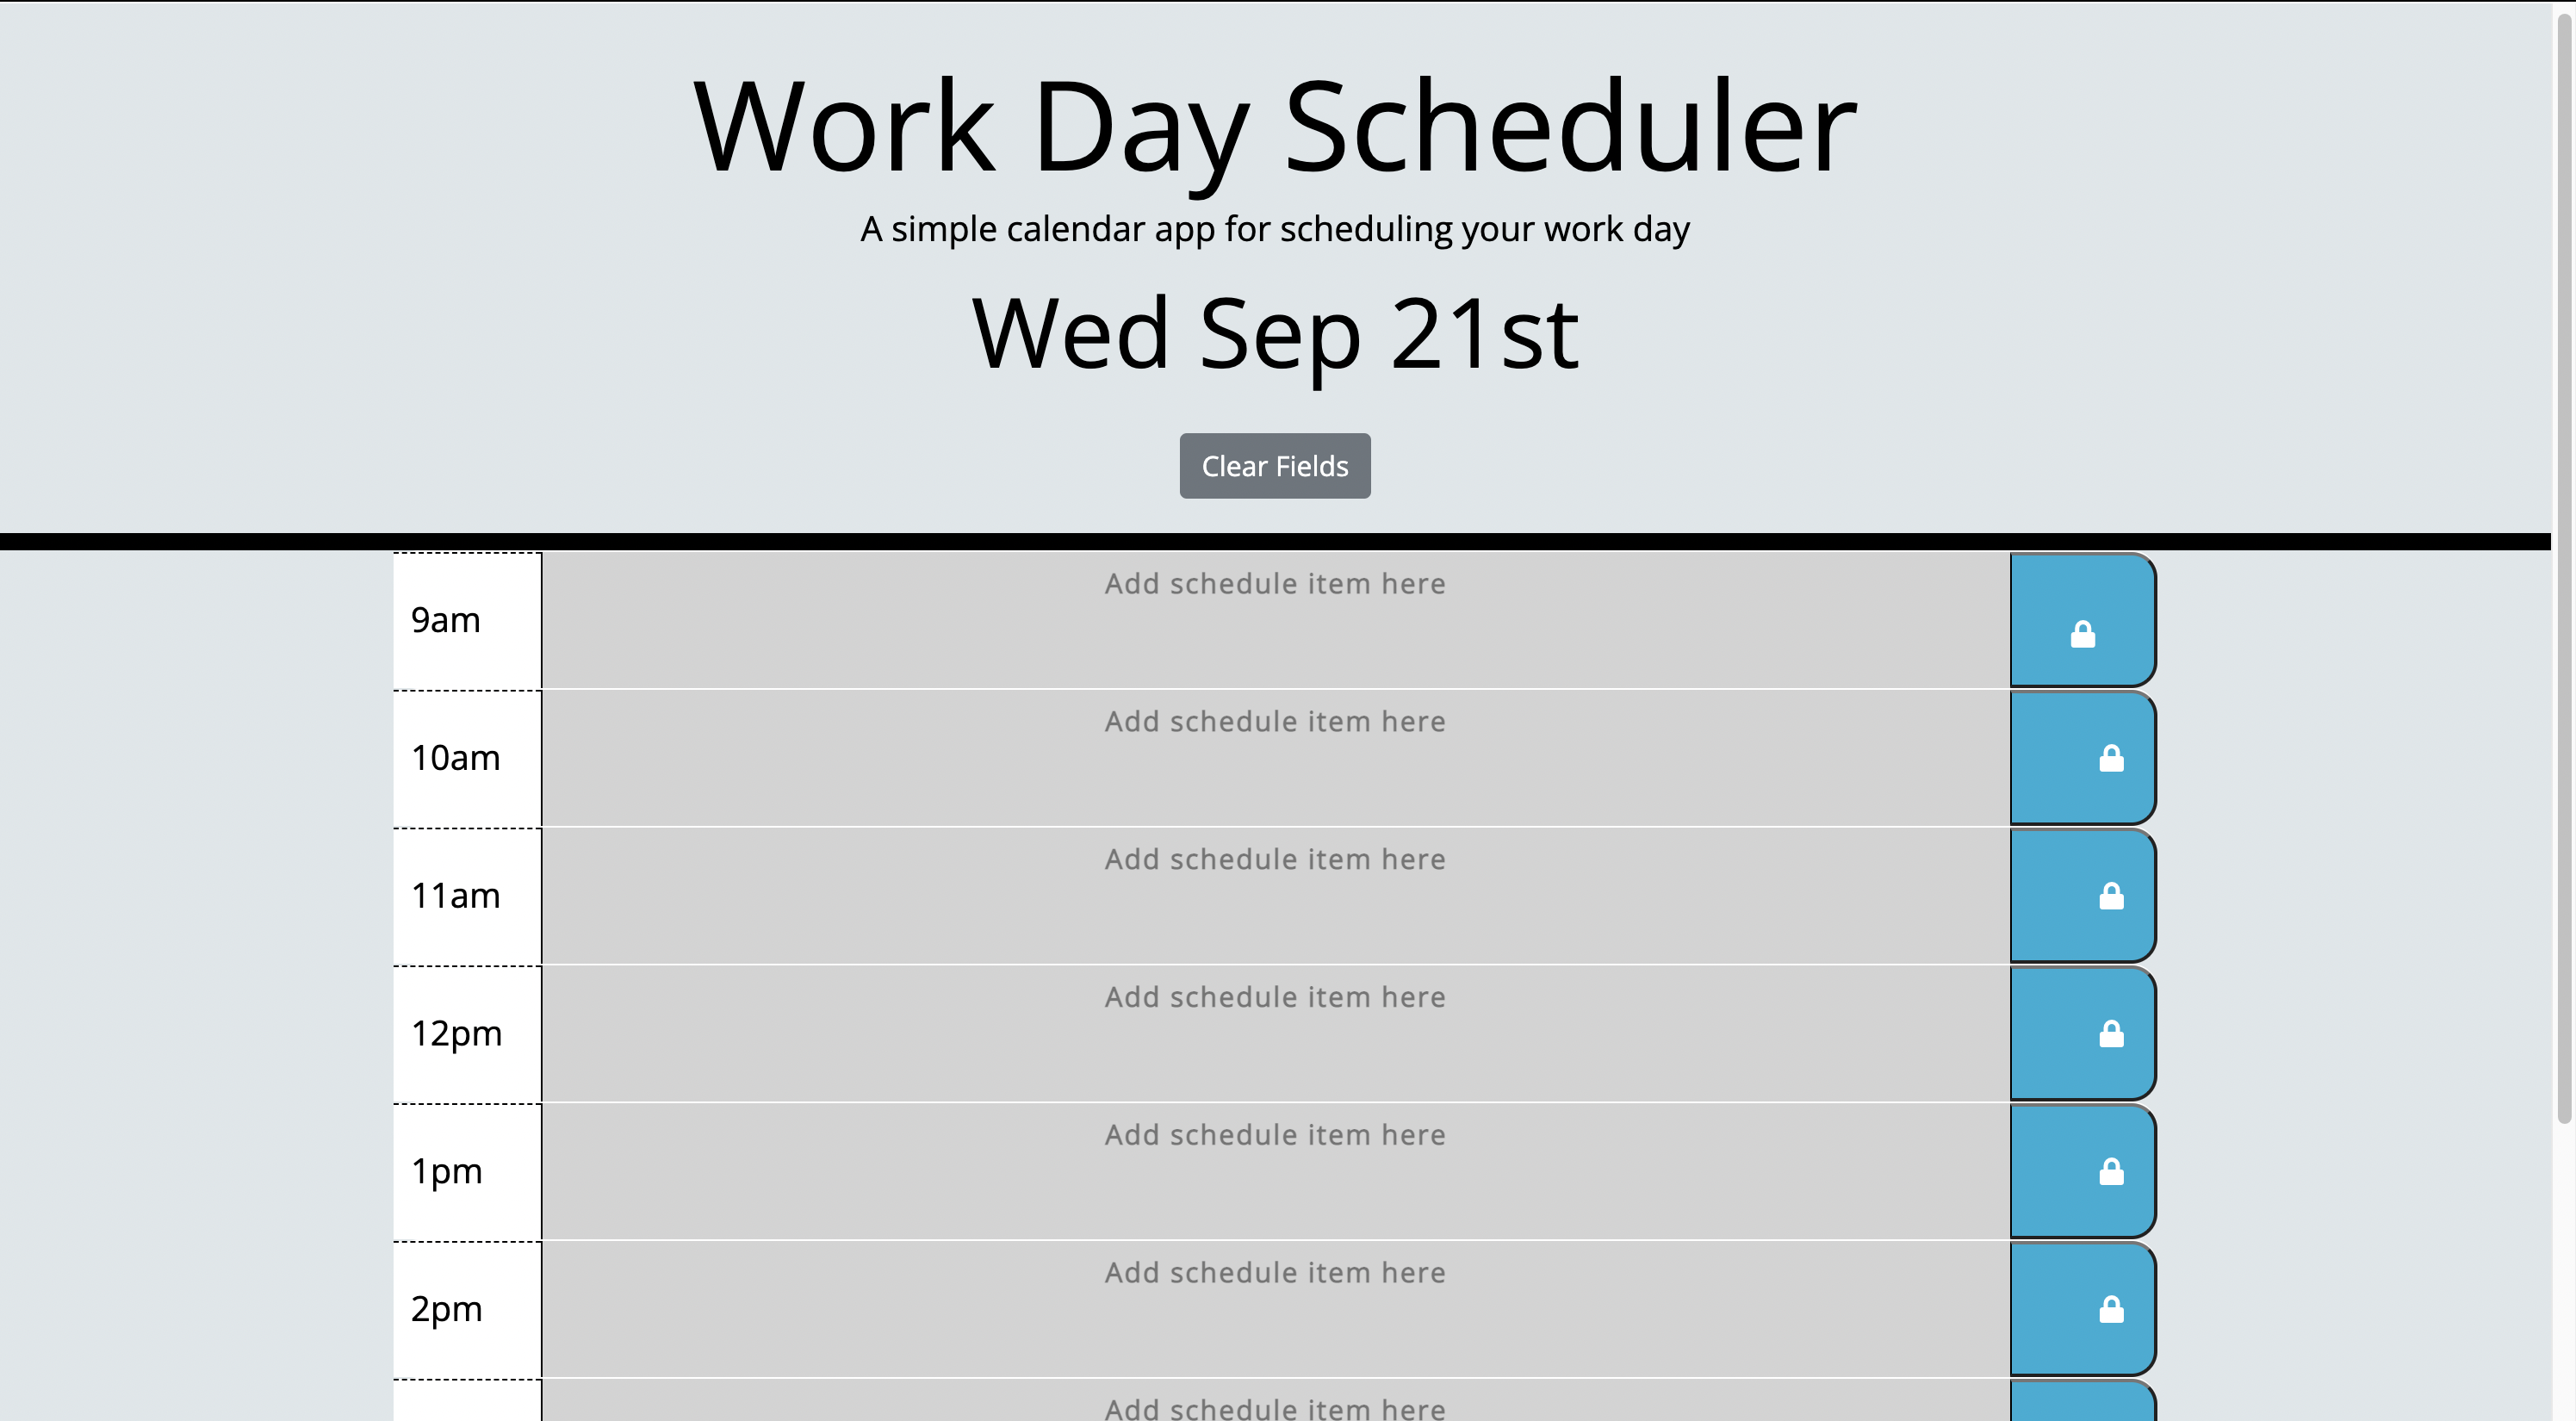 Work Day Scheduler
A simple calendar app for scheduling your work day
Wed Sep 21st
Clear Fields
9am
Add schedule item here
10am
Add schedule item here
11am
Add schedule item here
12pm
Add schedule item here
1pm
Add schedule item here
2pm
Add schedule item here
Add schedule item here